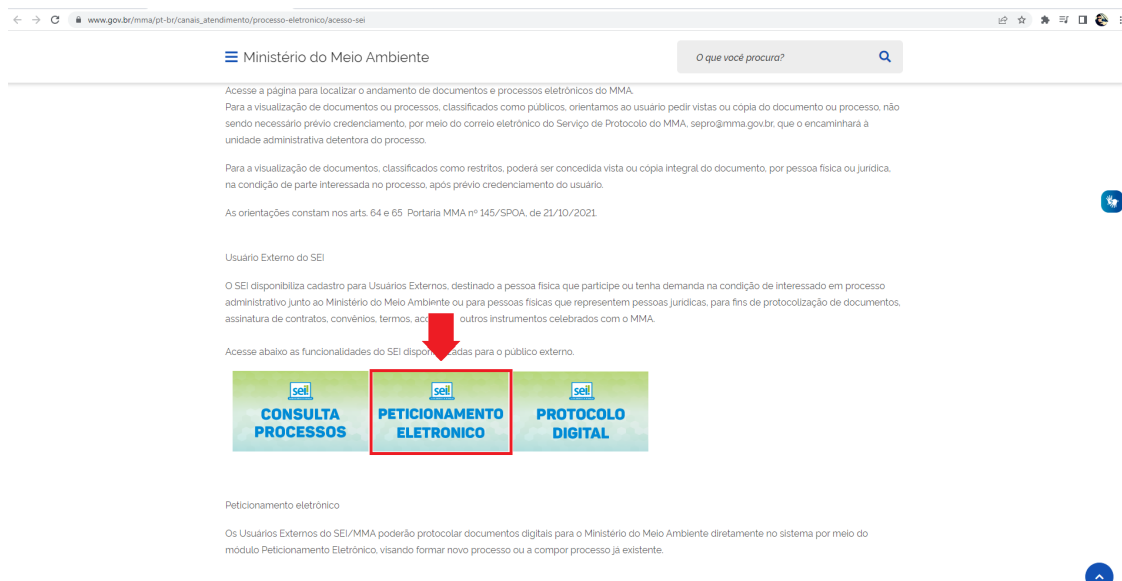 www.gov.br/mma/pt-br/canais_atendimento/processo-eletronico/acesso-sei
Ministério do Meio Ambiente
O que você procura?
Acesse a página para localizar o andamento de documentos e processos eletrônicos do MMA.
Para a visualização de documentos ou processos, classificados como públicos, orientamos ao usuário pedir vistas ou cópia do documento ou processo, não
sendo necessário prévio credenciamento, por meio do correio eletrônico do Serviço de Protocolo do MMA, sepro@mma.gov.br, que o encaminhará à
unidade administrativa detentora do processo.
Para a visualização de documentos, classificados como restritos, poderá ser concedida vista ou cópia integral do documento, por pessoa física ou jurídica,
na condição de parte interessada no processo, após prévio credenciamento do usuário.
As orientações constam nos arts. 64 e 65 Portaria MMA nº 145/SPOA, de 21/10/2021.
Usuário Externo do SEI
O SEI disponibiliza cadastro para Usuários Externos, destinado a pessoa física que participe ou tenha demanda na condição de interessado em processo
administrativo junto ao Ministério do Meio Ambiente ou para pessoas físicas que representem pessoas jurídicas, para fins de protocolização de documentos,
assinatura de contratos, convênios, termos, outros instrumentos celebrados com o MMA.
Acesse abaixo as funcionalidades do SEI disponibilizadas para o público externo.
sei!
CONSULTA
PROCESSOS
sei!
PETICIONAMENTO
ELETRONICO
sei!
PROTOCOLO
DIGITAL
Peticionamento eletrônico
Os Usuários Externos do SEI/MMA poderão protocolar documentos digitais para o Ministério do Meio Ambiente diretamente no sistema por meio do
módulo Peticionamento Eletrônico, visando formar novo processo ou a compor processo já existente.